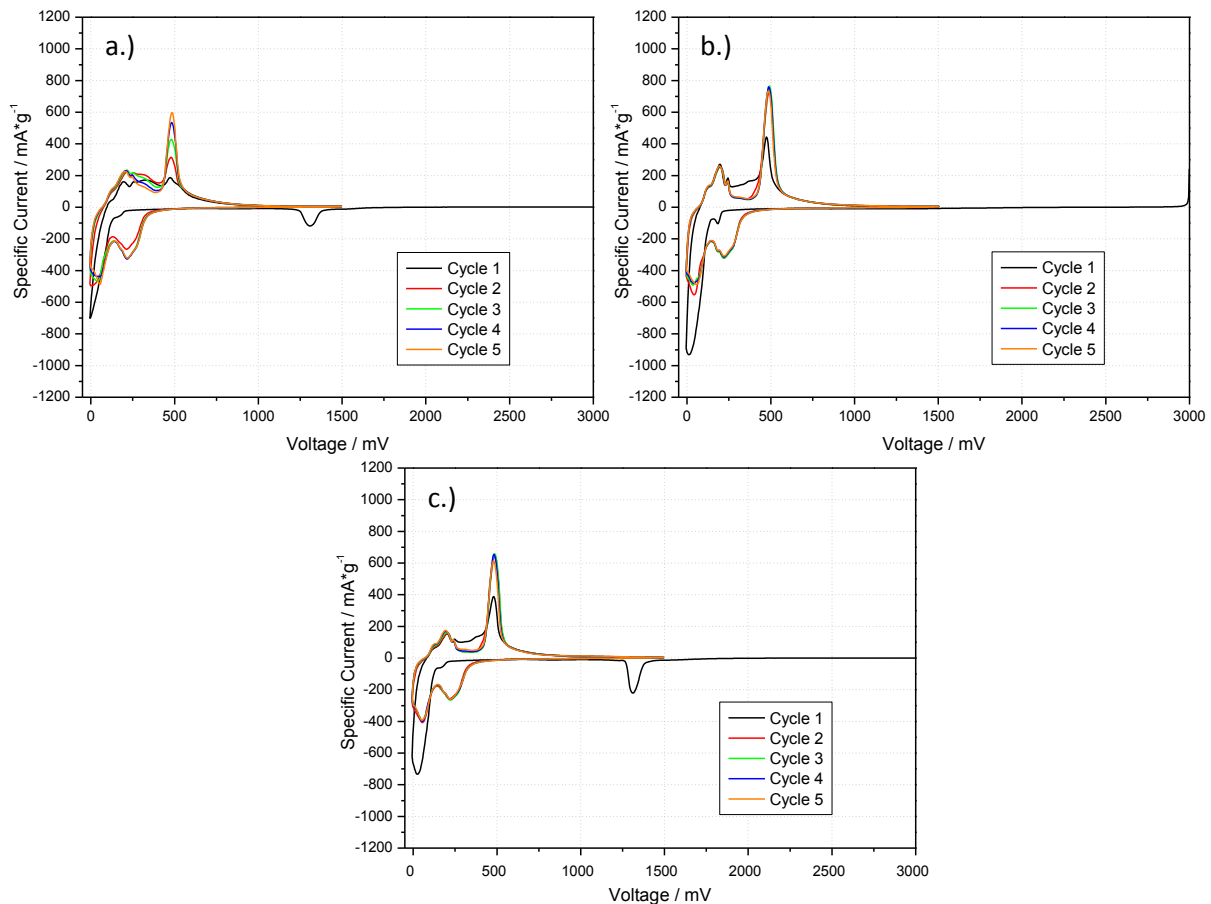 a.)
1200
1000
800
600
400
200
0
-200
-400
-600
-800
-1000
-1200
Specific Current / mA*g⁻¹
Cycle 1
Cycle 2
Cycle 3
Cycle 4
Cycle 5
0 500 1000 1500 2000 2500 3000
Voltage / mV
b.)
1200
1000
800
600
400
200
0
-200
-400
-600
-800
-1000
-1200
Specific Current / mA*g⁻¹
Cycle 1
Cycle 2
Cycle 3
Cycle 4
Cycle 5
0 500 1000 1500 2000 2500 3000
Voltage / mV
c.)
1200
1000
800
600
400
200
0
-200
-400
-600
-800
-1000
-1200
Specific Current / mA*g⁻¹
Cycle 1
Cycle 2
Cycle 3
Cycle 4
Cycle 5
0 500 1000 1500 2000 2500 3000
Voltage / mV